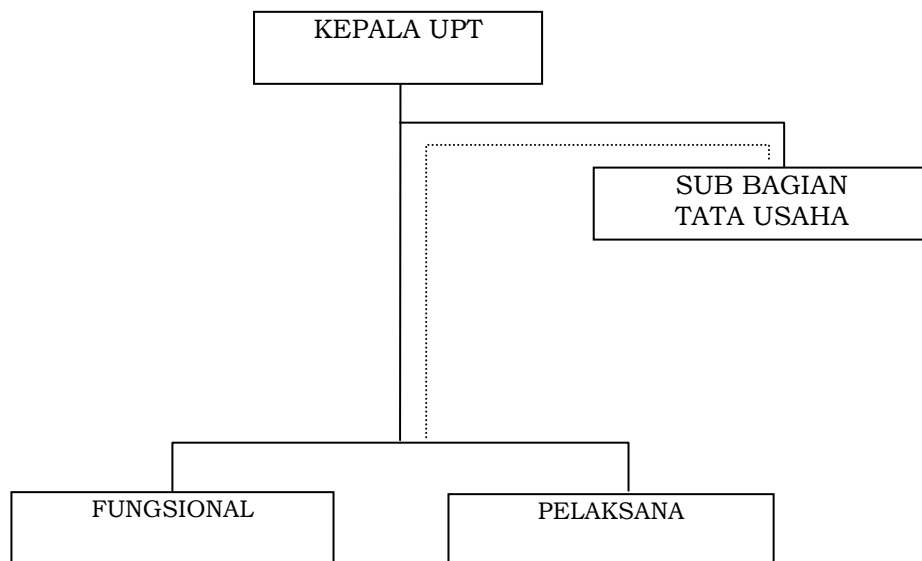 KEPALA UPT
SUB BAGIAN
TATA USAHA
FUNGSIONAL
PELAKSANA